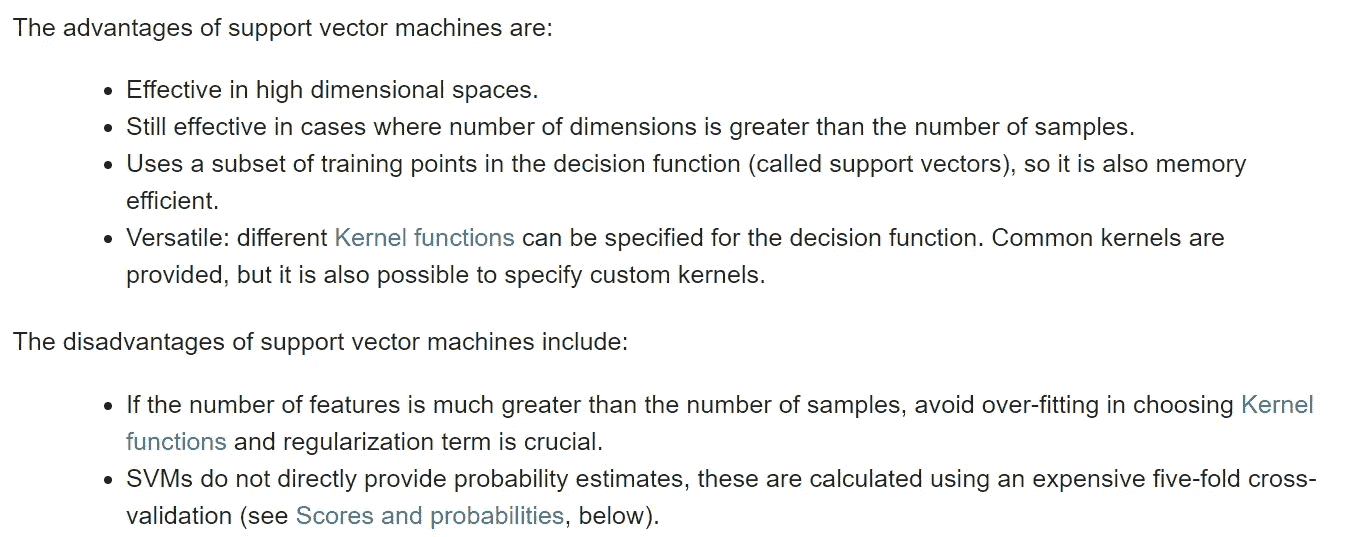 The advantages of support vector machines are:
• Effective in high dimensional spaces.
• Still effective in cases where number of dimensions is greater than the number of samples.
• Uses a subset of training points in the decision function (called support vectors), so it is also memory
efficient.
• Versatile: different Kernel functions can be specified for the decision function. Common kernels are
provided, but it is also possible to specify custom kernels.
The disadvantages of support vector machines include:
• If the number of features is much greater than the number of samples, avoid over-fitting in choosing Kernel
functions and regularization term is crucial.
• SVMs do not directly provide probability estimates, these are calculated using an expensive five-fold cross-
validation (see Scores and probabilities, below).